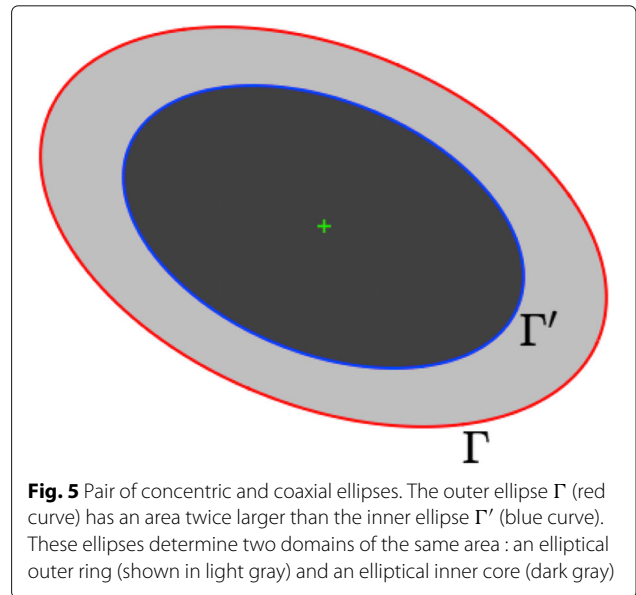 Γ′
Γ
Fig. 5 Pair of concentric and coaxial ellipses. The outer ellipse Γ (red
curve) has an area twice larger than the inner ellipse Γ′ (blue curve).
These ellipses determine two domains of the same area : an elliptical
outer ring (shown in light gray) and an elliptical inner core (dark gray)